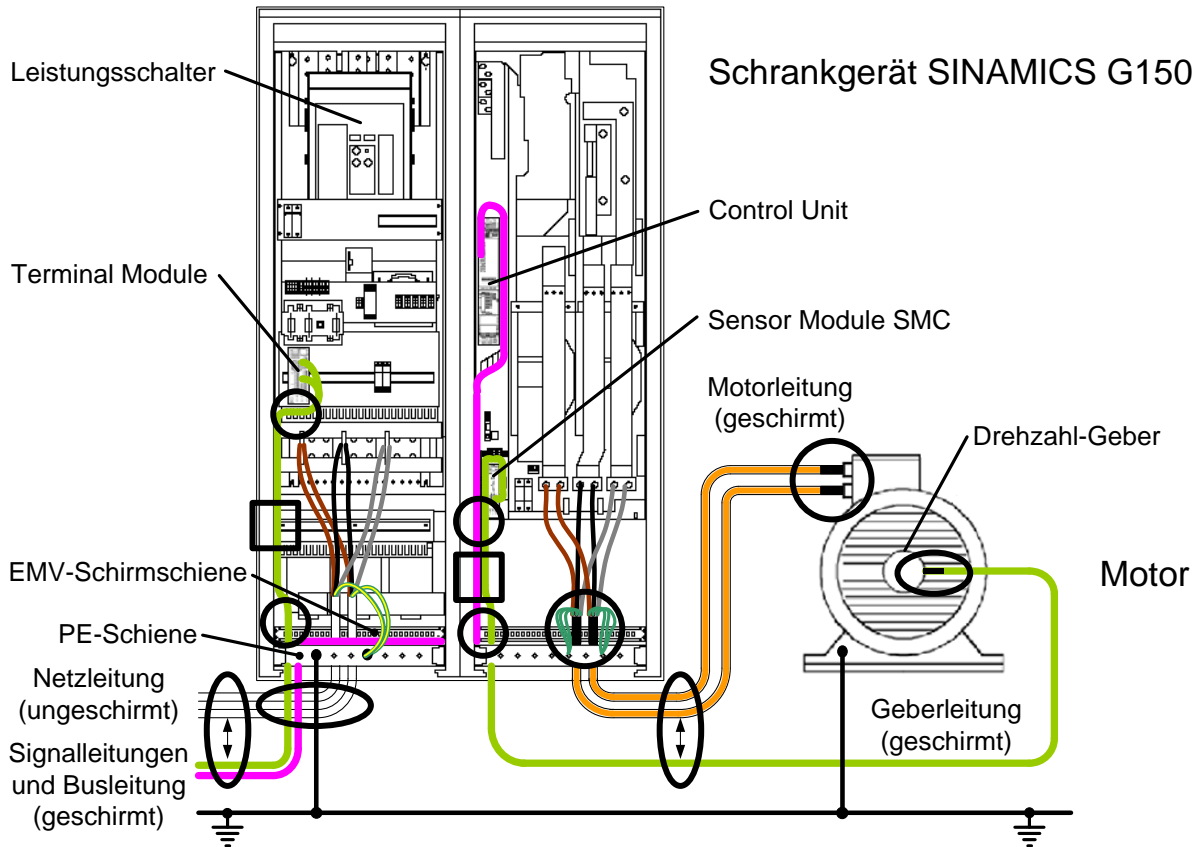 Schrankgerät SINAMICS G150
Leistungsschalter
Control Unit
Terminal Module
Sensor Module SMC
Motorleitung
(geschirmt)
Drehzahl-Geber
EMV-Schirmschiene
Motor
PE-Schiene
Netzleitung
(ungeschirmt)
Geberleitung
(geschirmt)
Signalleitungen
und Busleitung
(geschirmt)